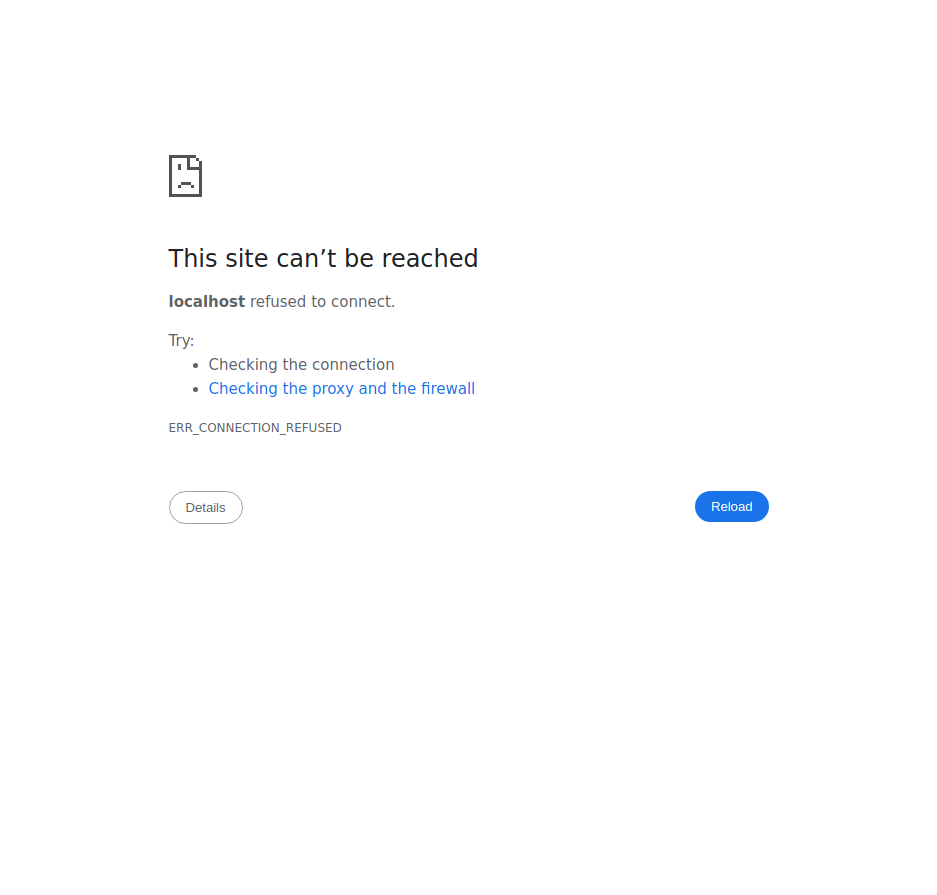 This site can’t be reached
localhost refused to connect.
Try:
Checking the connection
Checking the proxy and the firewall
ERR_CONNECTION_REFUSED
Details
Reload